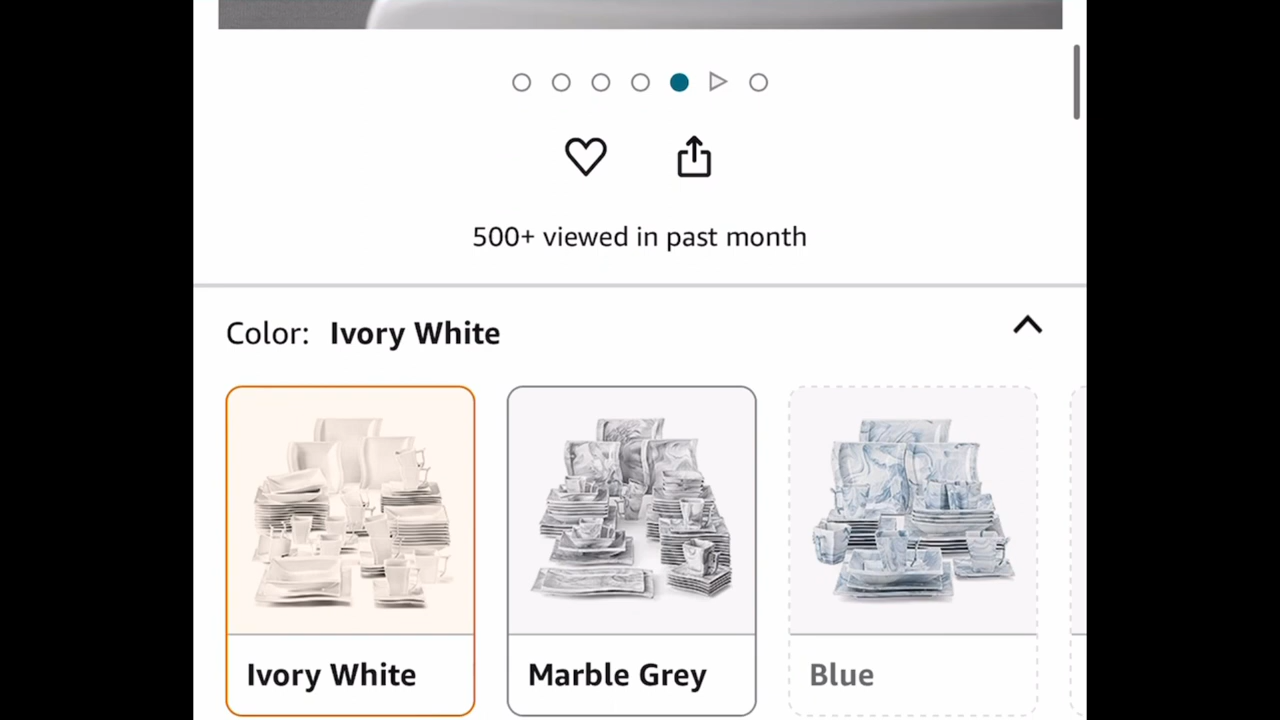 500+ viewed in past month
Color: Ivory White
Ivory White
Marble Grey
Blue